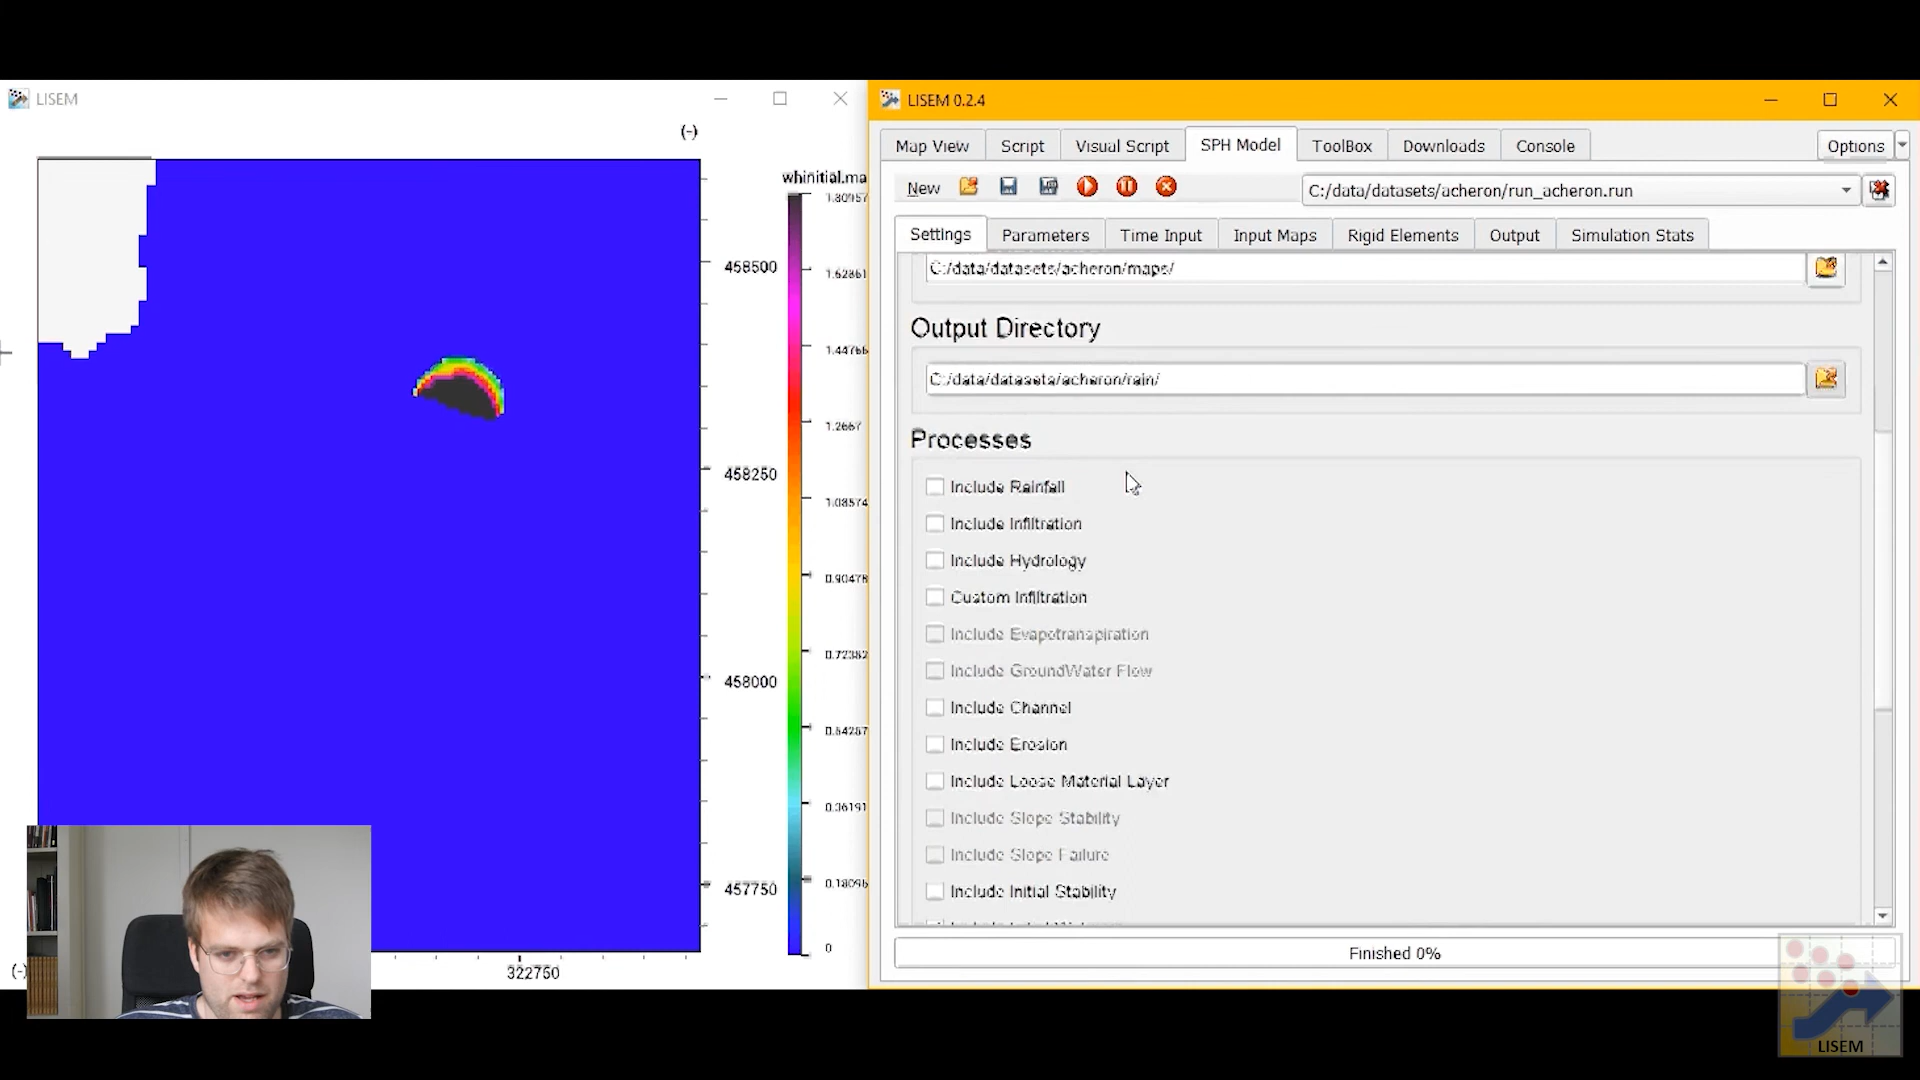 LISEM
(-)
whinitial.ma
1.80957
1.62861
1.44766
1.2667
1.08574
0.90478
0.72382
0.54287
0.36191
0.18096
0
458500
458250
458000
457750
322750
(-)
LISEM 0.2.4
Map View
Script
Visual Script
SPH Model
ToolBox
Downloads
Console
Options
New
C:/data/datasets/acheron/run_acheron.run
Settings
Parameters
Time Input
Input Maps
Rigid Elements
Output
Simulation Stats
C:/data/datasets/acheron/maps/
Output Directory
C:/data/datasets/acheron/rain/
Processes
Include Rainfall
Include Infiltration
Include Hydrology
Custom Infiltration
Include Evapotranspiration
Include GroundWater Flow
Include Channel
Include Erosion
Include Loose Material Layer
Include Slope Stability
Include Slope Failure
Include Initial Stability
Finished 0%
LISEM